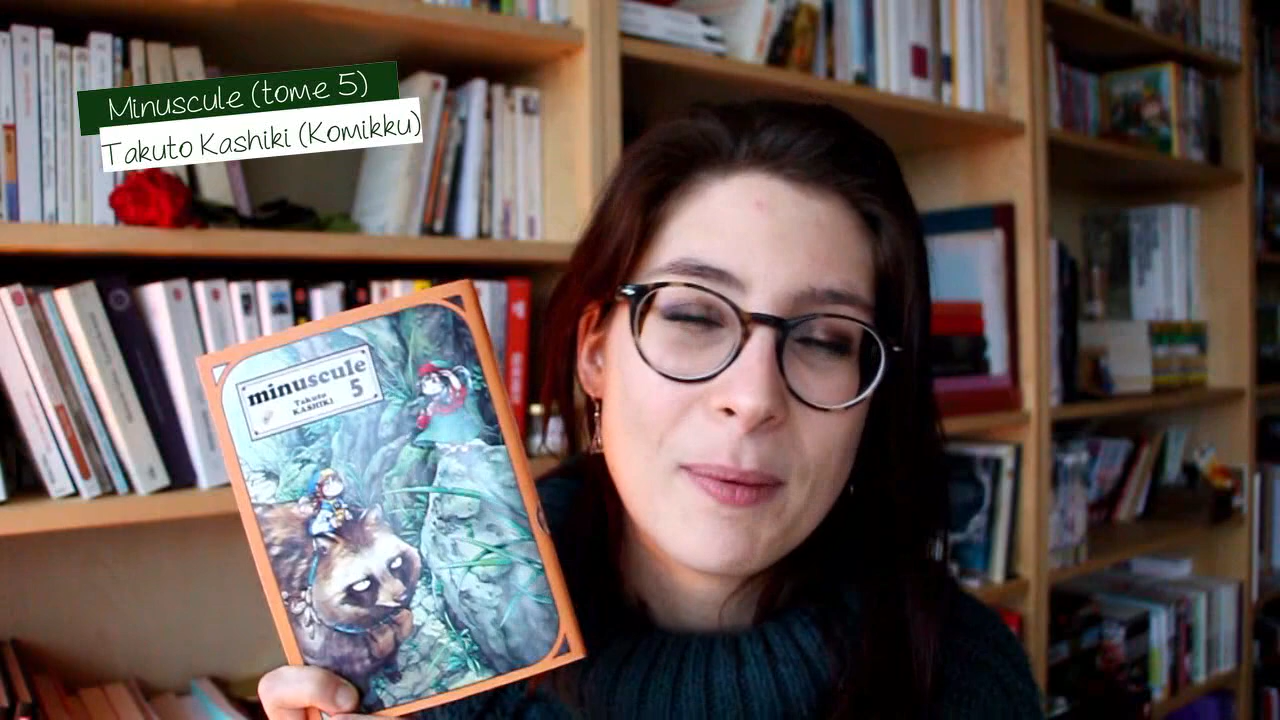 Minuscule (tome 5)
Takuto Kashiki (Komikku)
minuscule
5
Takuto
KASHIKI